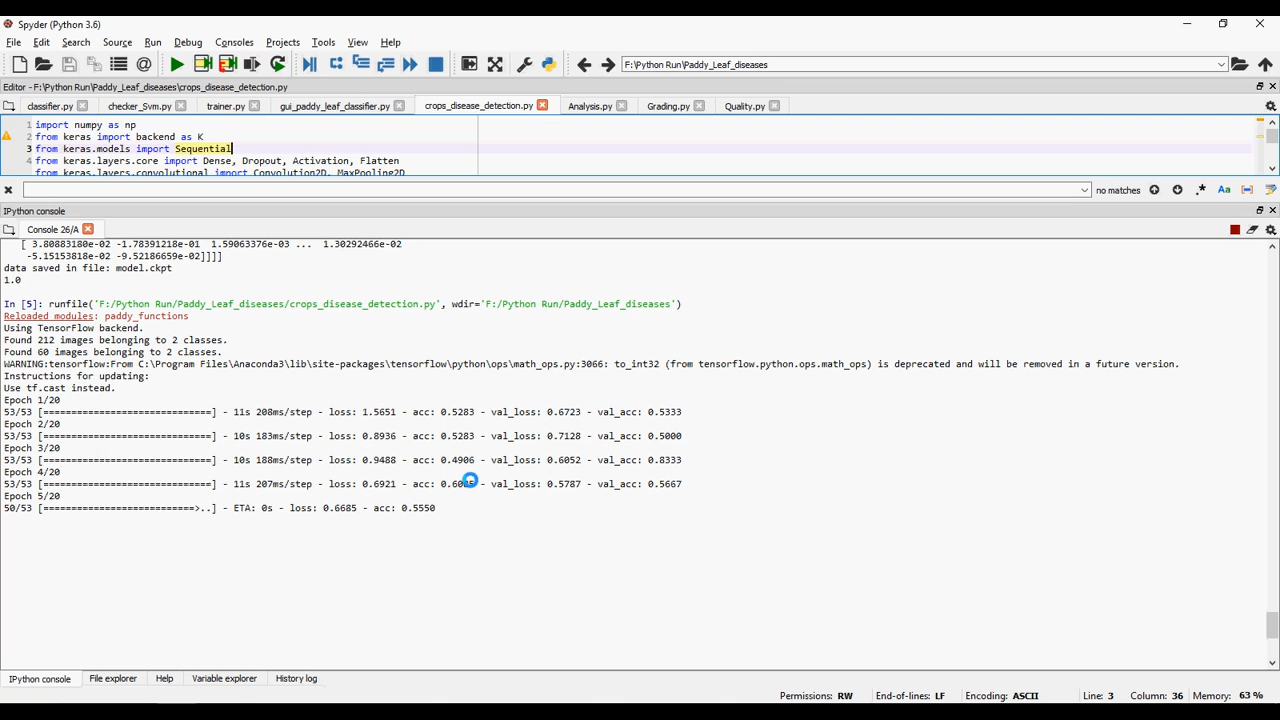 Spyder (Python 3.6)
File Edit Search Source Run Debug Consoles Projects Tools View Help
F:\Python Run\Paddy_Leaf_diseases
Editor - F:\Python Run\Paddy_Leaf_diseases\crops_disease_detection.py
classifier.py checker_Svm.py trainer.py gui_paddy_leaf_classifier.py crops_disease_detection.py Analysis.py Grading.py Quality.py
1 import numpy as np
2 from keras import backend as K
3 from keras.models import Sequential
4 from keras.layers.core import Dense, Dropout, Activation, Flatten
from keras.layers.convolutional import Convolution2D, MaxPooling2D
no matches .* Aa
IPython console
Console 26/A
[ 3.80883180e-02 -1.78391218e-01 1.59063376e-03 ... 1.30292466e-02
-5.15153818e-02 -9.52186659e-02]]]]
data saved in file: model.ckpt
1.0
In [5]: runfile('F:/Python Run/Paddy_Leaf_diseases/crops_disease_detection.py', wdir='F:/Python Run/Paddy_Leaf_diseases')
Reloaded modules: paddy_functions
Using TensorFlow backend.
Found 212 images belonging to 2 classes.
Found 60 images belonging to 2 classes.
WARNING:tensorflow:From C:\Program Files\Anaconda3\lib\site-packages\tensorflow\python\ops\math_ops.py:3066: to_int32 (from tensorflow.python.ops.math_ops) is deprecated and will be removed in a future version.
Instructions for updating:
Use tf.cast instead.
Epoch 1/20
53/53 [==============================] - 11s 208ms/step - loss: 1.5651 - acc: 0.5283 - val_loss: 0.6723 - val_acc: 0.5333
Epoch 2/20
53/53 [==============================] - 10s 183ms/step - loss: 0.8936 - acc: 0.5283 - val_loss: 0.7128 - val_acc: 0.5000
Epoch 3/20
53/53 [==============================] - 10s 188ms/step - loss: 0.9488 - acc: 0.4906 - val_loss: 0.6052 - val_acc: 0.8333
Epoch 4/20
53/53 [==============================] - 11s 207ms/step - loss: 0.6921 - acc: - val_loss: 0.5787 - val_acc: 0.5667
Epoch 5/20
50/53 [===========================>..] - ETA: 0s - loss: 0.6685 - acc: 0.5550
IPython console File explorer Help Variable explorer History log
Permissions: RW End-of-lines: LF Encoding: ASCII Line: 3 Column: 36 Memory: 63 %